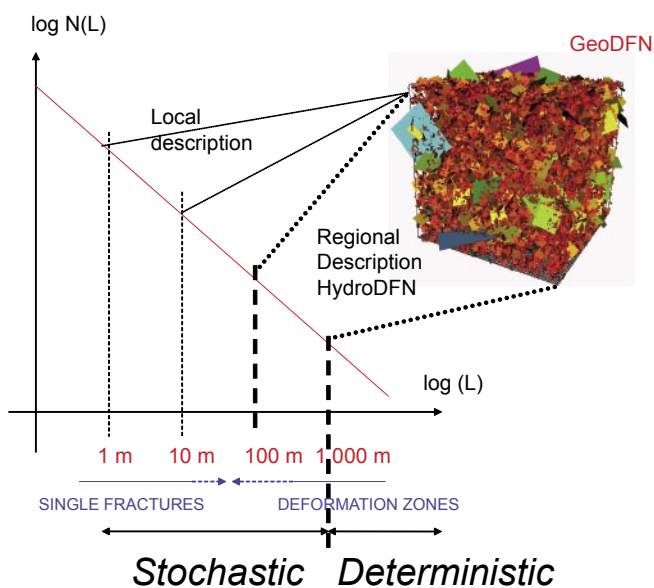 log N(L)
GeoDFN
Local
description
Regional
Description
HydroDFN
log (L)
1 m 10 m 100 m 1 000 m
SINGLE FRACTURES DEFORMATION ZONES
Stochastic Deterministic